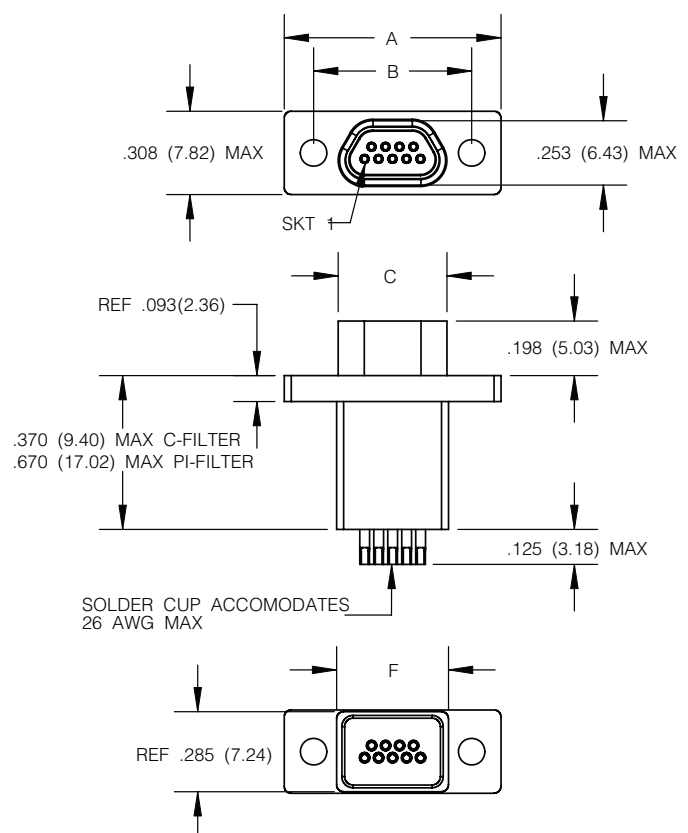 A
B
.308 (7.82) MAX
.253 (6.43) MAX
SKT 1
C
REF .093(2.36)
.198 (5.03) MAX
.370 (9.40) MAX C-FILTER
.670 (17.02) MAX PI-FILTER
.125 (3.18) MAX
SOLDER CUP ACCOMODATES
26 AWG MAX
F
REF .285 (7.24)